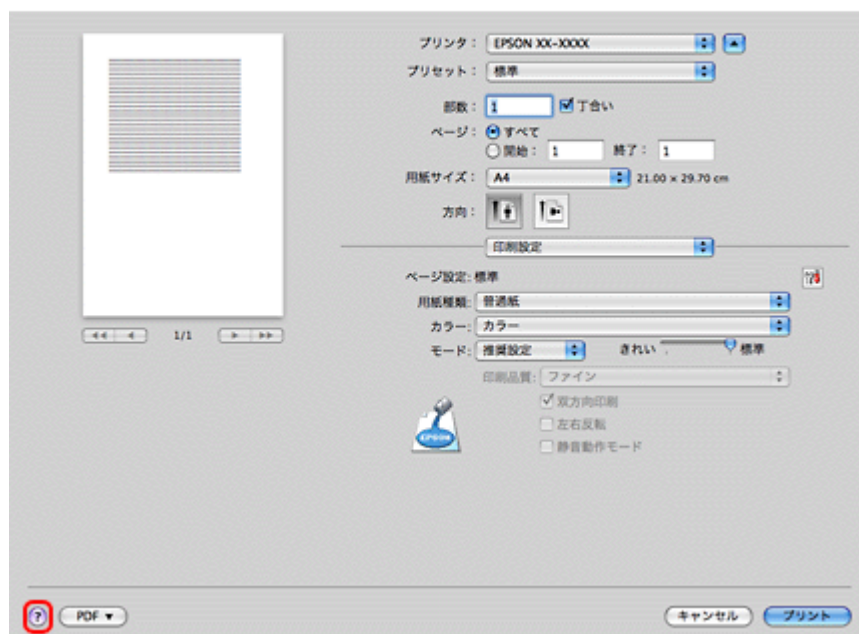 プリンタ： EPSON XX-XXXX
プリセット： 標準
部数： 1 丁合い
ページ： すべて
開始： 1 終了： 1
用紙サイズ： A4 21.00 x 29.70 cm
方向：
印刷設定
ページ設定: 標準
用紙種類: 普通紙
カラー: カラー
1/1
モード: 推奨設定 きれい 標準
印刷品質: ファイン
双方向印刷
EPSON
左右反転
静音動作モード
? PDF ▼ キャンセル プリント